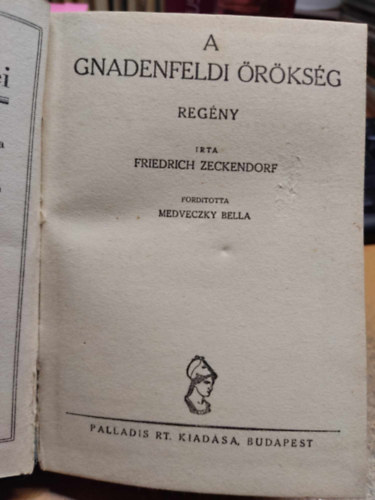 A
GNADENFELDI ÖRÖKSÉG
REGÉNY
IRTA
FRIEDRICH ZECKENDORF
FORDITOTTA
MEDVECZKY BELLA
PALLADIS RT. KIADÁSA, BUDAPEST